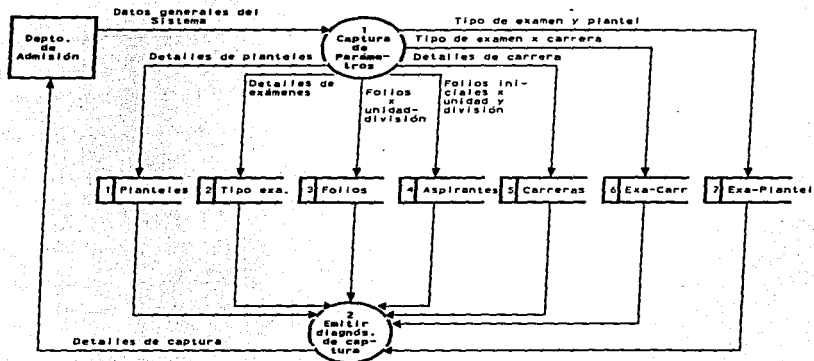 Datos generales del
Sistema
Depto.
de
Admisión
1
Captura
de
Paráme-
tros
Tipo de examen y plantel
Tipo de examen x carrera
Detalles de planteles
Detalles de carrera
Detalles de
exámenes
Folios
x
unidad-
división
Folios ini-
ciales x
unidad y
división
1 Planteles
2 Tipo exa.
3 Folios
4 Aspirantes
5 Carreras
6 Exa-Carr
7 Exa-Plantel
2
Emitir
diagnós.
de cap-
tura
Detalles de captura